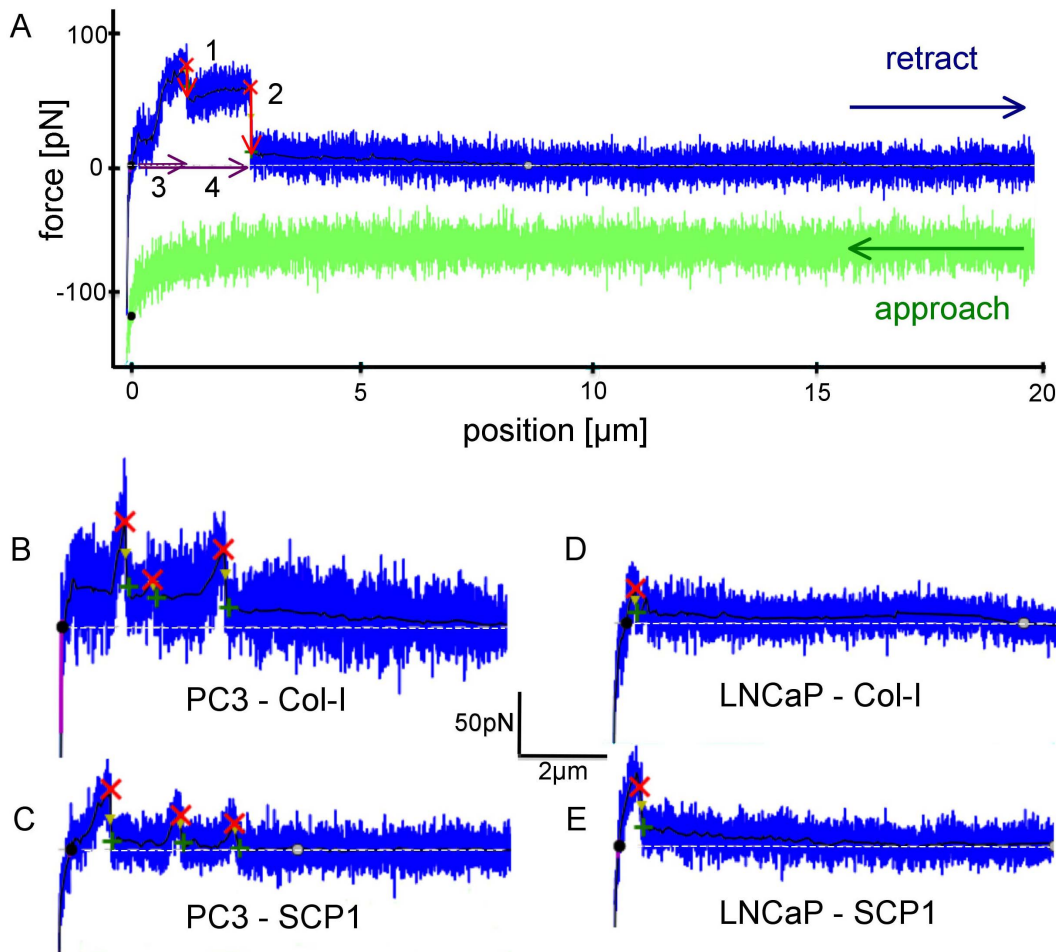 A
force [pN]
100
0
-100
1
2
3
4
retract
approach
0
5
10
15
20
position [µm]
B
PC3 - Col-I
D
LNCaP - Col-I
50pN
2µm
C
PC3 - SCP1
E
LNCaP - SCP1